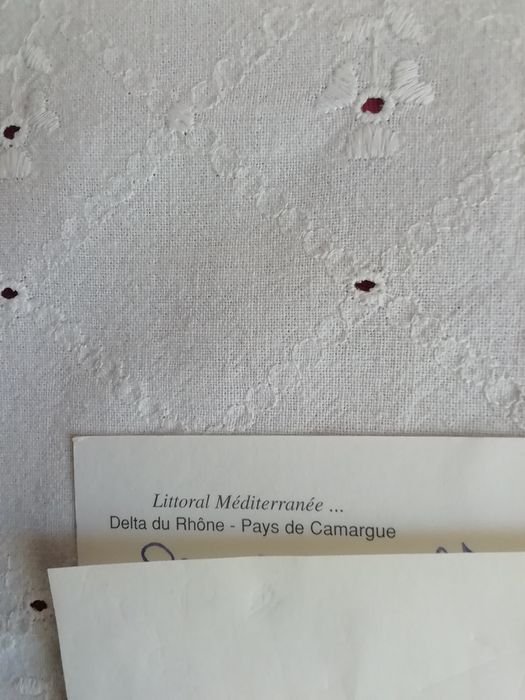 Littoral Méditerranée ...
Delta du Rhône - Pays de Camargue